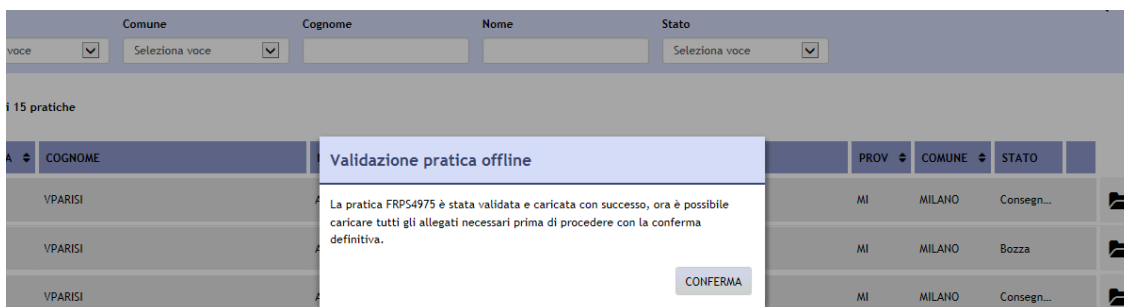 Comune Cognome Nome Stato
voce Seleziona voce Seleziona voce
i 15 pratiche
A COGNOME PROV COMUNE STATO
Validazione pratica offline
VPARISI MI MILANO Consegn...
La pratica FRPS4975 è stata validata e caricata con successo, ora è possibile
caricare tutti gli allegati necessari prima di procedere con la conferma
definitiva.
VPARISI MI MILANO Bozza
CONFERMA
VPARISI MI MILANO Consegn...